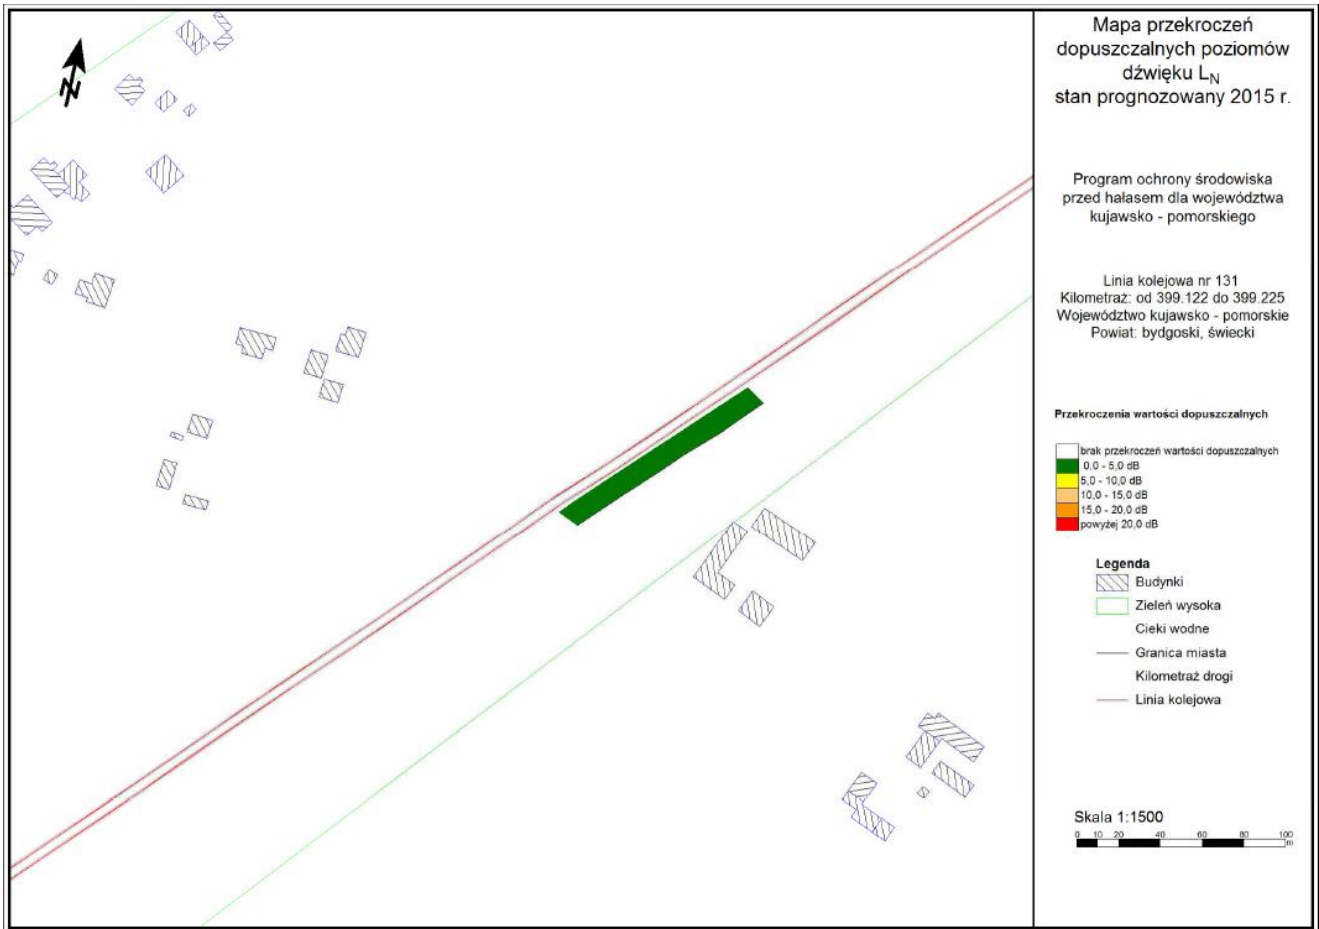 Mapa przekroczeń
dopuszczalnych poziomów
dźwięku LN
stan prognozowany 2015 r.
Program ochrony środowiska
przed hałasem dla województwa
kujawsko - pomorskiego
Linia kolejowa nr 131
Kilometraż: od 399.122 do 399.225
Województwo kujawsko - pomorskie
Powiat: bydgoski, świecki
Przekroczenia wartości dopuszczalnych
brak przekroczeń wartości dopuszczalnych
0,0 - 5,0 dB
5,0 - 10,0 dB
10,0 - 15,0 dB
15,0 - 20,0 dB
powyżej 20,0 dB
Legenda
Budynki
Zieleń wysoka
Cieki wodne
Granica miasta
Kilometraż drogi
Linia kolejowa
Skala 1:1500
0 10 20 40 60 80 100
m
N